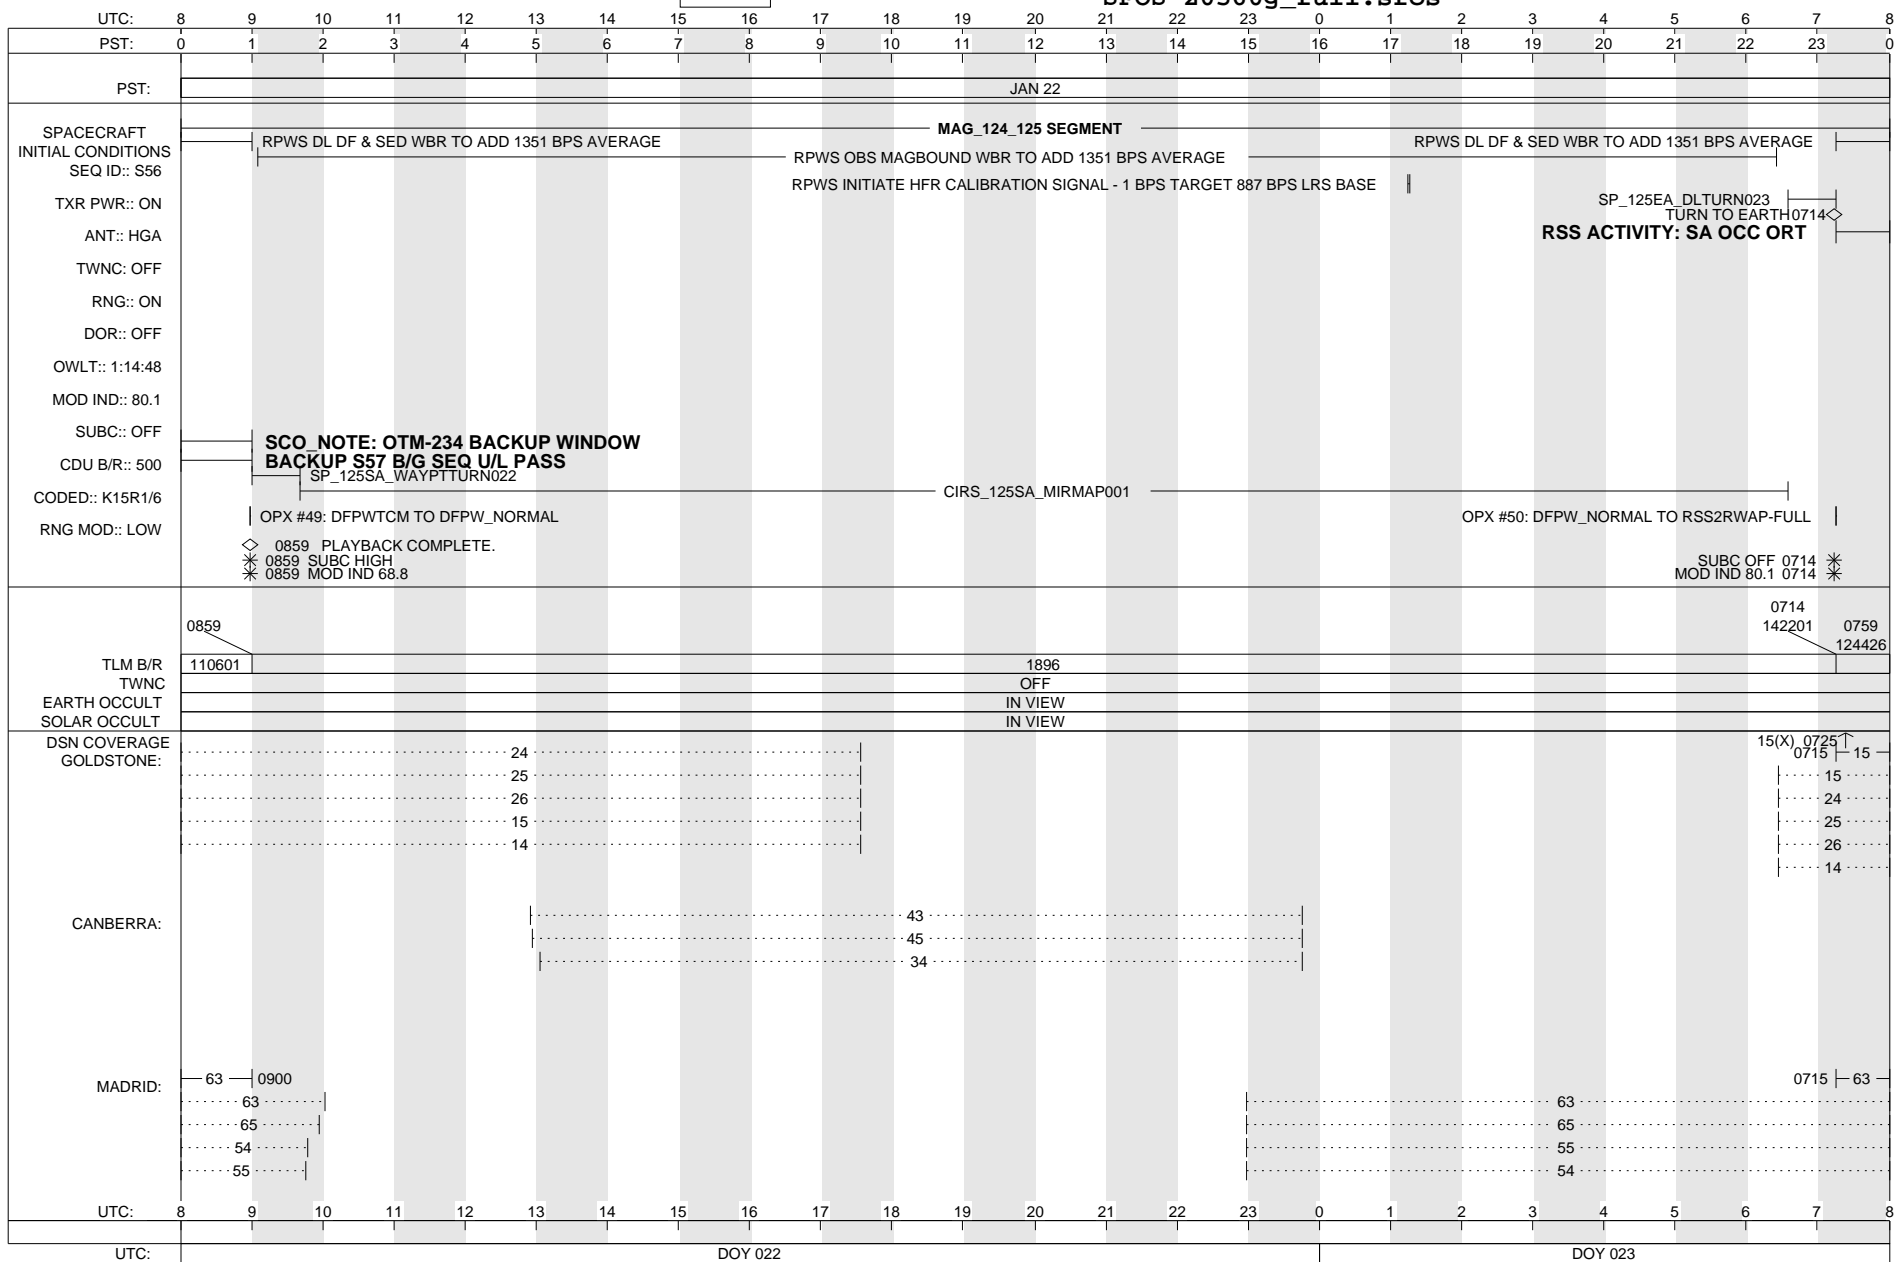 UTC: 8 9 10 11 12 13 14 15 16 17 18 19 20 21 22 23 0 1 2 3 4 5 6 7 8
PST: 0 1 2 3 4 5 6 7 8 9 10 11 12 13 14 15 16 17 18 19 20 21 22 23 0
PST: JAN 22
SPACECRAFT
INITIAL CONDITIONS
SEQ ID:: S56
TXR PWR:: ON
ANT:: HGA
TWNC: OFF
RNG:: ON
DOR:: OFF
OWLT:: 1:14:48
MOD IND:: 80.1
SUBC:: OFF
CDU B/R:: 500
CODED:: K15R1/6
RNG MOD:: LOW
MAG_124_125 SEGMENT
RPWS DL DF & SED WBR TO ADD 1351 BPS AVERAGE
RPWS DL DF & SED WBR TO ADD 1351 BPS AVERAGE
RPWS OBS MAGBOUND WBR TO ADD 1351 BPS AVERAGE
RPWS INITIATE HFR CALIBRATION SIGNAL - 1 BPS TARGET 887 BPS LRS BASE
SP_125EA_DLTURN023
TURN TO EARTH 0714
RSS ACTIVITY: SA OCC ORT
SCO_NOTE: OTM-234 BACKUP WINDOW
BACKUP S57 B/G SEQ U/L PASS
SP_125SA_WAYPTTURN022
CIRS_125SA_MIRMAP001
OPX #49: DFPWTCM TO DFPW_NORMAL
OPX #50: DFPW_NORMAL TO RSS2RWAP-FULL
0859 PLAYBACK COMPLETE.
0859 SUBC HIGH
SUBC OFF 0714
0859 MOD IND 68.8
MOD IND 80.1 0714
0714
0859
142201 0759
124426
TLM B/R 110601 1896
TWNC OFF
EARTH OCCULT IN VIEW
SOLAR OCCULT IN VIEW
DSN COVERAGE
15(X) 0725
GOLDSTONE: 24 0715 15
25 15
26 24
15 25
14 26
14
CANBERRA: 43
45
34
MADRID: 63 0900 0715 63
63 63
65 65
54 55
55 54
UTC: 8 9 10 11 12 13 14 15 16 17 18 19 20 21 22 23 0 1 2 3 4 5 6 7 8
UTC: DOY 022 DOY 023